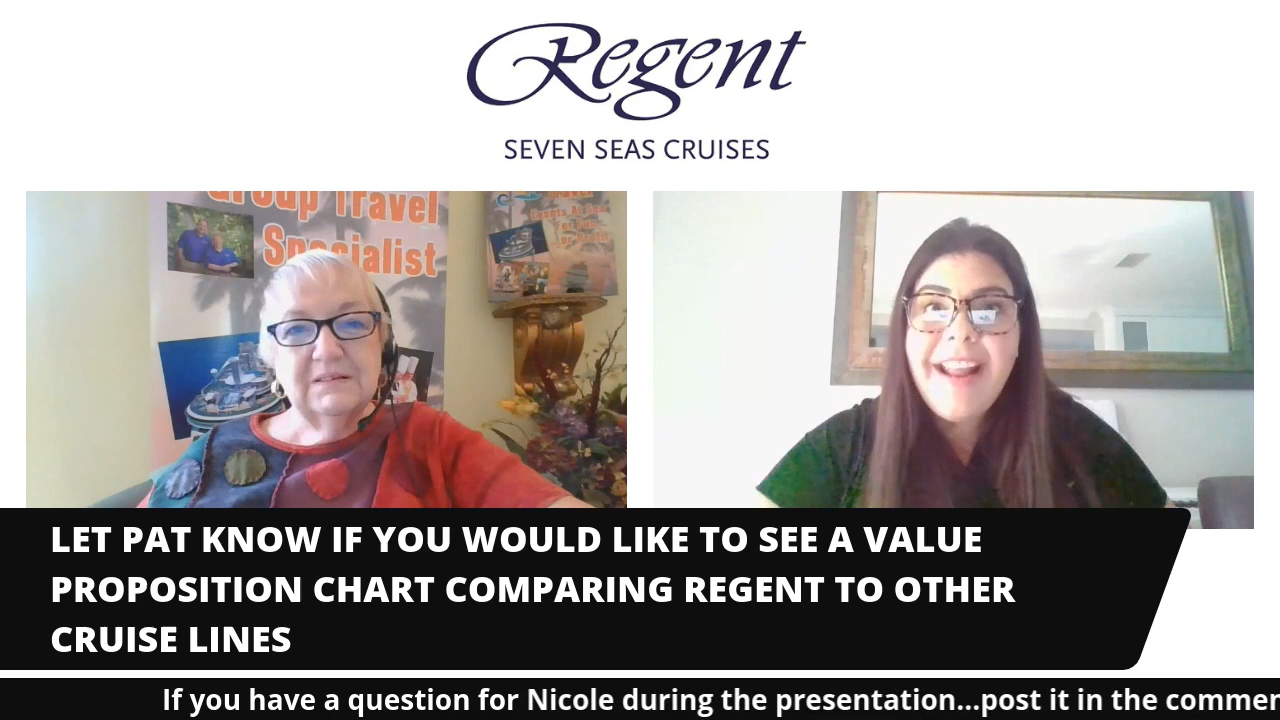 Regent
SEVEN SEAS CRUISES
Group Travel
Specialist
LET PAT KNOW IF YOU WOULD LIKE TO SEE A VALUE
PROPOSITION CHART COMPARING REGENT TO OTHER
CRUISE LINES
If you have a question for Nicole during the presentation...post it in the commen